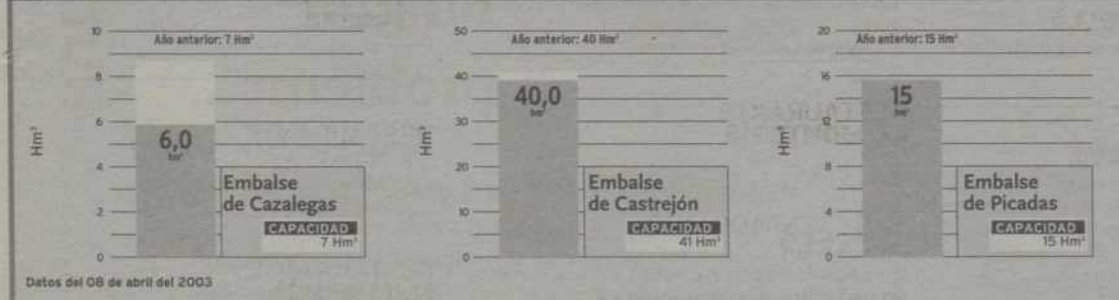 10
Año anterior: 7 Hm³
8
6
6,0
hm³
Hm³
4
Embalse
de Cazalegas
2
CAPACIDAD
7 Hm³
0
50
Año anterior: 40 Hm³
40
40,0
hm³
30
Hm³
20
Embalse
de Castrejón
10
CAPACIDAD
41 Hm³
0
20
Año anterior: 15 Hm³
16
15
hm³
12
Hm³
8
Embalse
de Picadas
4
CAPACIDAD
15 Hm³
0
Datos del 08 de abril del 2003